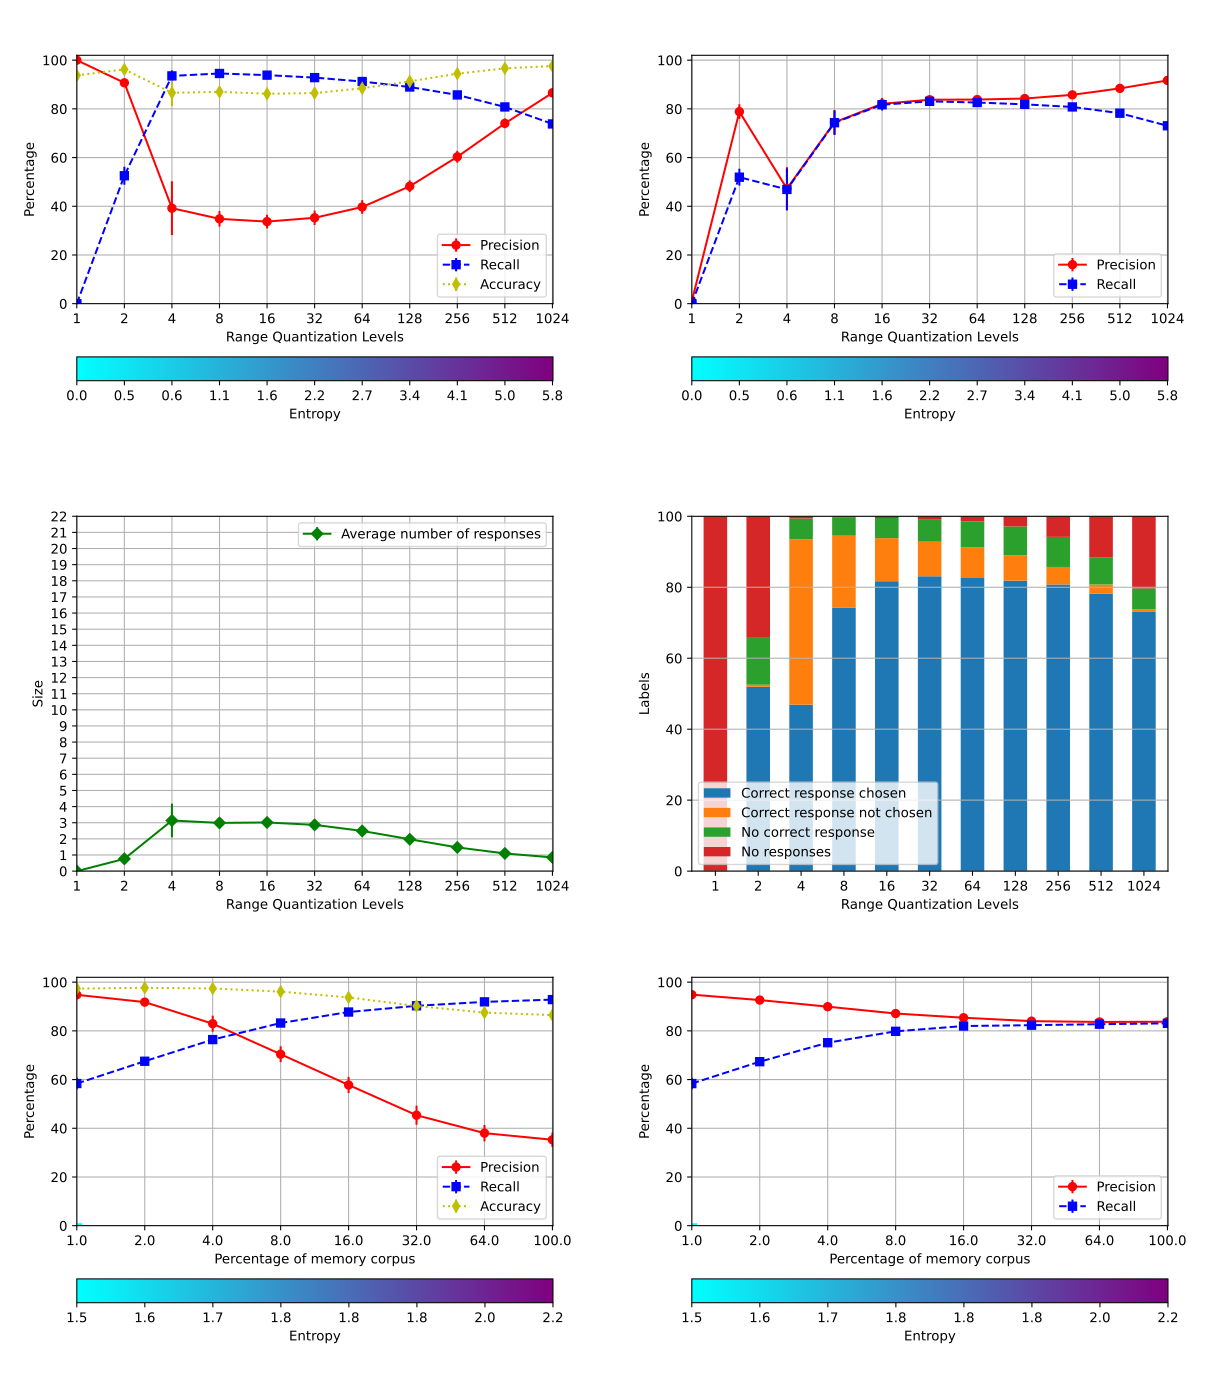 100
80
60
40
20
0
Percentage
Precision
Recall
Accuracy
1 2 4 8 16 32 64 128 256 512 1024
Range Quantization Levels
0.0 0.5 0.6 1.1 1.6 2.2 2.7 3.4 4.1 5.0 5.8
Entropy
100
80
60
40
20
0
Percentage
Precision
Recall
1 2 4 8 16 32 64 128 256 512 1024
Range Quantization Levels
0.0 0.5 0.6 1.1 1.6 2.2 2.7 3.4 4.1 5.0 5.8
Entropy
22
21
20
19
18
17
16
15
14
13
12
11
10
9
8
7
6
5
4
3
2
1
0
Size
Average number of responses
1 2 4 8 16 32 64 128 256 512 1024
Range Quantization Levels
100
80
60
40
20
0
Labels
Correct response chosen
Correct response not chosen
No correct response
No responses
1 2 4 8 16 32 64 128 256 512 1024
Range Quantization Levels
100
80
60
40
20
0
Percentage
Precision
Recall
Accuracy
1.0 2.0 4.0 8.0 16.0 32.0 64.0 100.0
Percentage of memory corpus
1.5 1.6 1.7 1.8 1.8 1.8 2.0 2.2
Entropy
100
80
60
40
20
0
Percentage
Precision
Recall
1.0 2.0 4.0 8.0 16.0 32.0 64.0 100.0
Percentage of memory corpus
1.5 1.6 1.7 1.8 1.8 1.8 2.0 2.2
Entropy